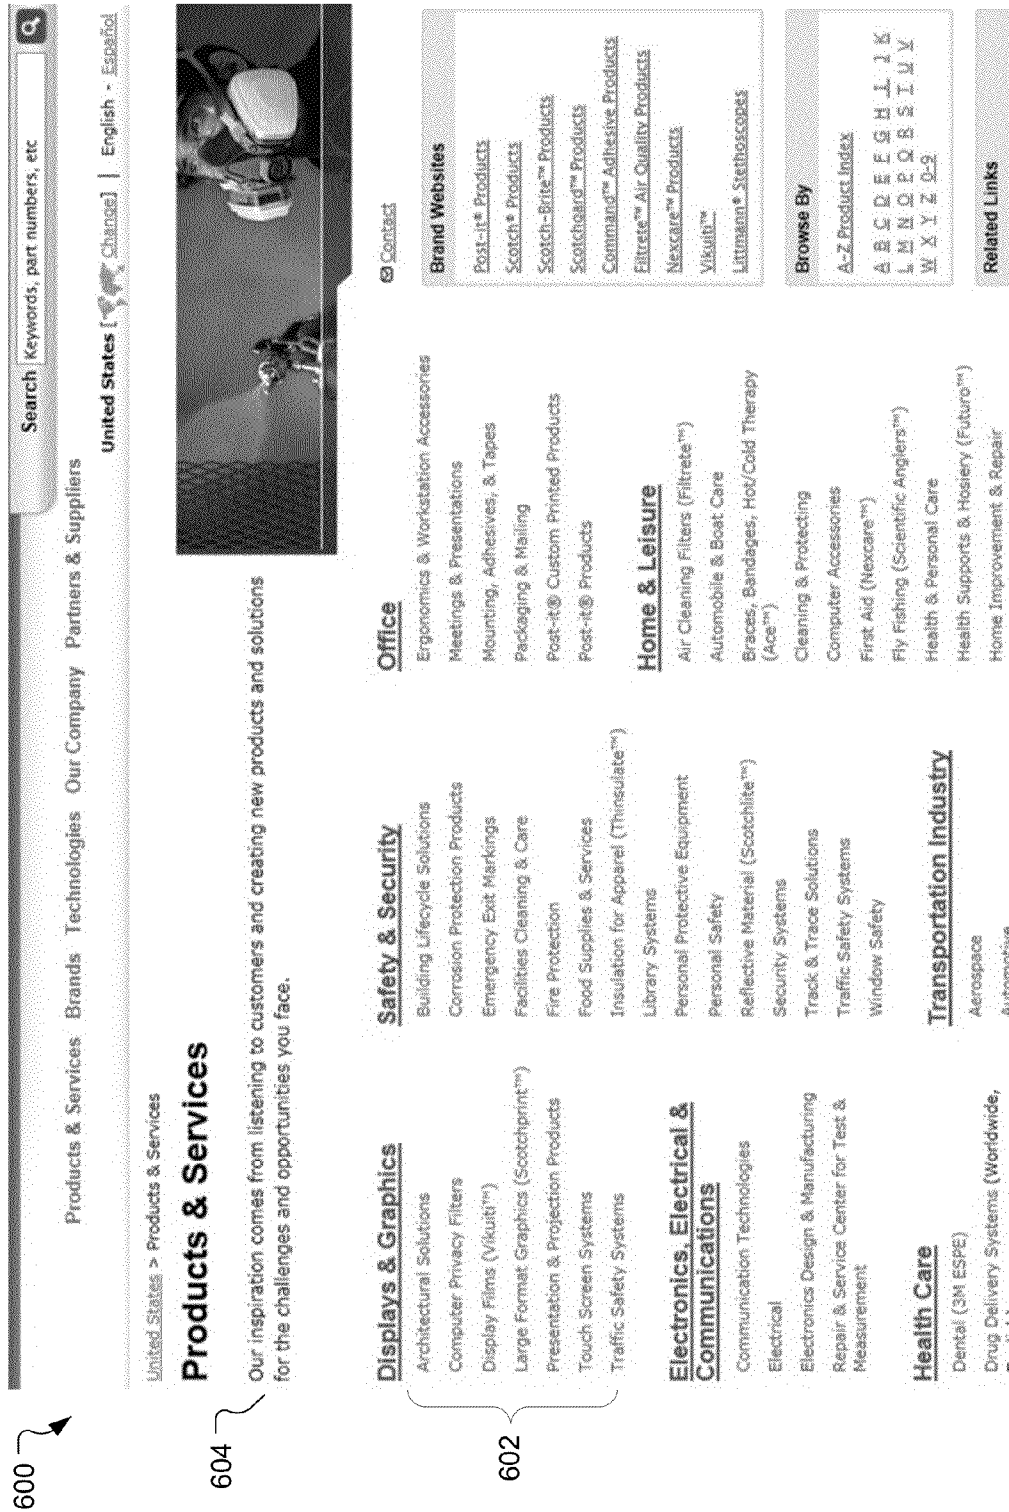 600
Search Keywords, part numbers, etc
Products & Services Brands Technologies Our Company Partners & Suppliers
United States [ Change] | English - Español
United States > Products & Services
Products & Services
604
Our inspiration comes from listening to customers and creating new products and solutions
for the challenges and opportunities you face.
Contact
602
Displays & Graphics
Architectural Solutions
Computer Privacy Filters
Display Films (Vikuiti™)
Large Format Graphics (Scotchprint™)
Presentation & Projection Products
Touch Screen Systems
Traffic Safety Systems
Electronics, Electrical &
Communications
Communication Technologies
Electrical
Electronics Design & Manufacturing
Repair & Service Center for Test &
Measurement
Health Care
Dental (3M ESPE)
Drug Delivery Systems (Worldwide,
Safety & Security
Building Lifecycle Solutions
Corrosion Protection Products
Emergency Exit Markings
Facilities Cleaning & Care
Fire Protection
Food Supplies & Services
Insulation for Apparel (Thinsulate™)
Library Systems
Personal Protective Equipment
Personal Safety
Reflective Material (Scotchlite™)
Security Systems
Track & Trace Solutions
Traffic Safety Systems
Window Safety
Transportation Industry
Aerospace
Automotive
Office
Ergonomics & Workstation Accessories
Meetings & Presentations
Mounting, Adhesives, & Tapes
Packaging & Mailing
Post-it® Custom Printed Products
Post-it® Products
Home & Leisure
Air Cleaning Filters (Filtrete™)
Automobile & Boat Care
Braces, Bandages, Hot/Cold Therapy
(Ace™)
Cleaning & Protecting
Computer Accessories
First Aid (Nexcare™)
Fly Fishing (Scientific Anglers™)
Health & Personal Care
Health Supports & Hosiery (Futuro™)
Home Improvement & Repair
Brand Websites
Post-it® Products
Scotch® Products
Scotch-Brite™ Products
Scotchgard™ Products
Command™ Adhesive Products
Filtrete™ Air Quality Products
Nexcare™ Products
Vikuiti™
Littmann® Stethoscopes
Browse By
A-Z Product Index
A B C D E F G H I J K
L M N O P Q R S T U V
W X Y Z 0-9
Related Links